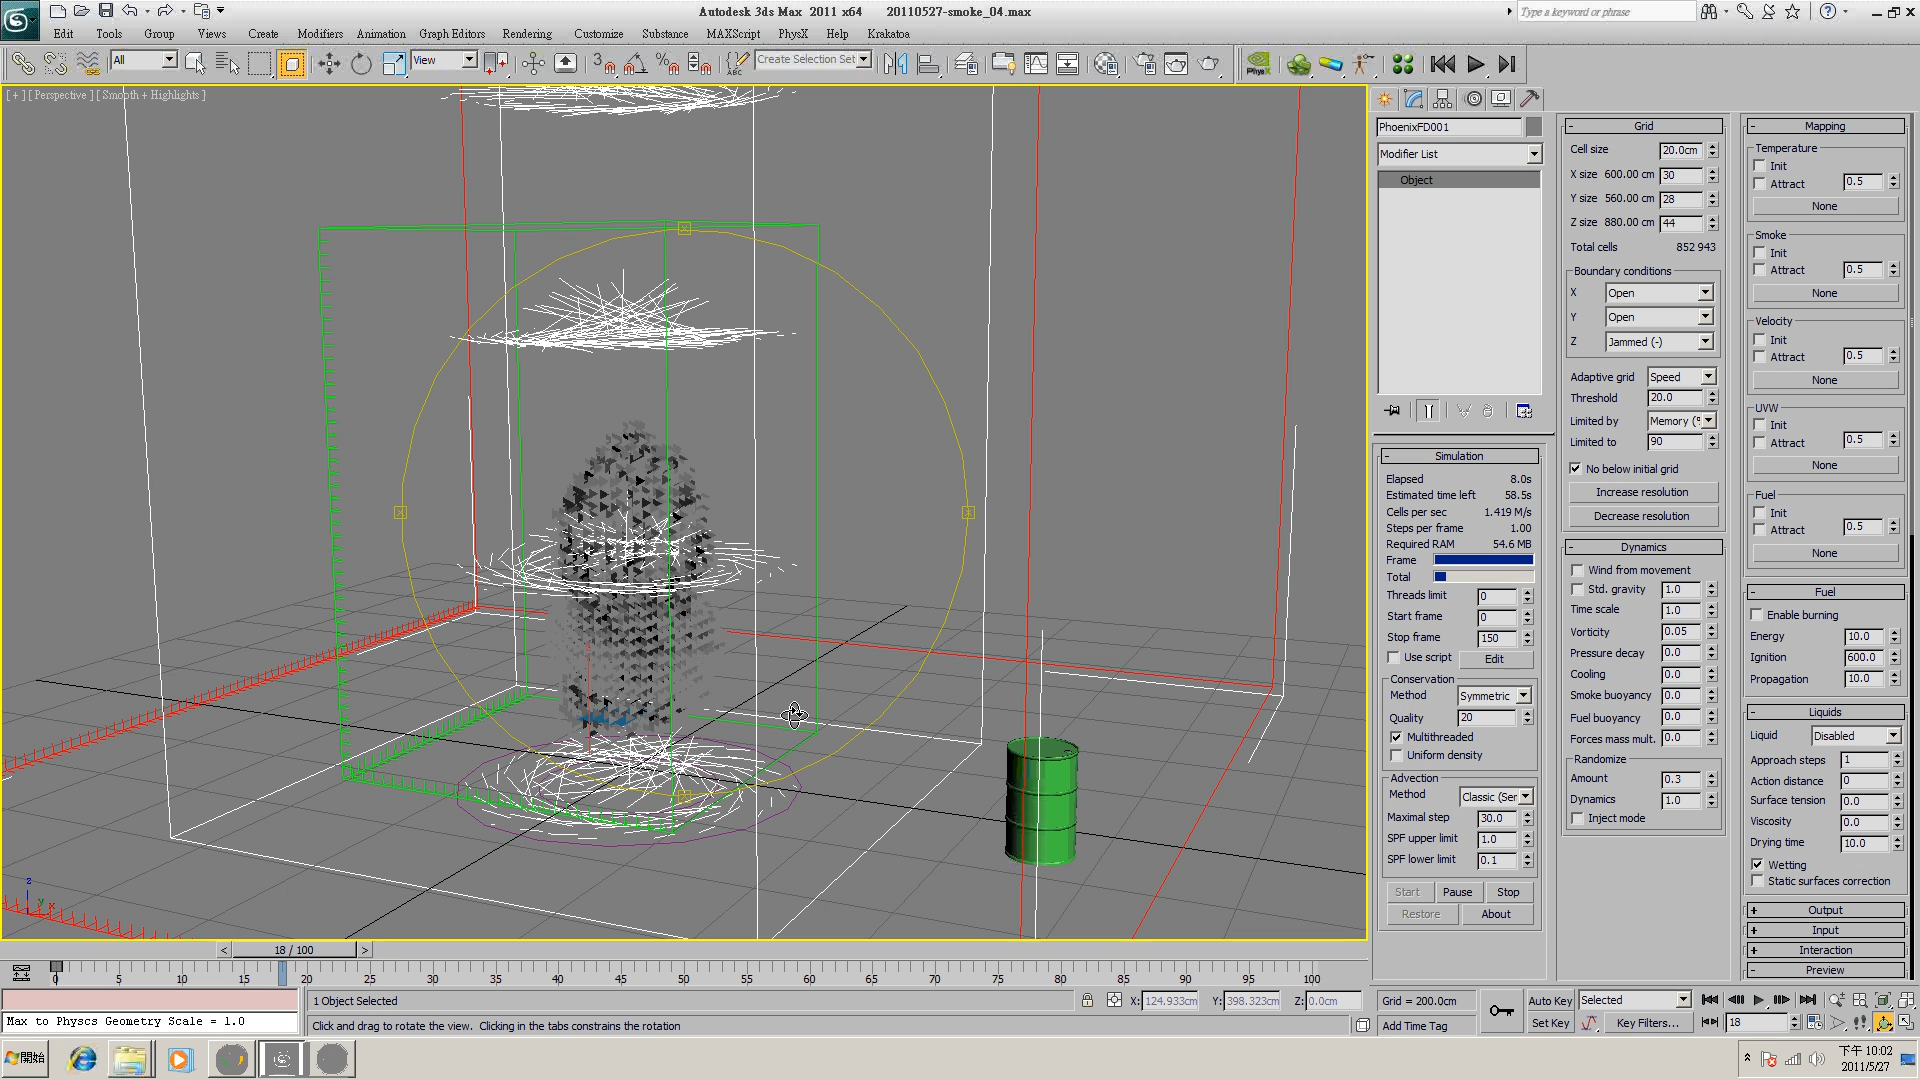 Autodesk 3ds Max 2011 x64 20110527-smoke_04.max
Type a keyword or phrase
Edit Tools Group Views Create Modifiers Animation Graph Editors Rendering Customize Substance MAXScript PhysX Help Krakatoa
All View Create Selection Set
[ + ] [ Perspective ] [ Smooth + Highlights ]
PhoenixFD001
Modifier List
Object
- Simulation
Elapsed 8.0s
Estimated time left 58.5s
Cells per sec 1.419 M/s
Steps per frame 1.00
Required RAM 54.6 MB
Frame
Total
Threads limit 0
Start frame 0
Stop frame 150
Use script Edit
Conservation
Method Symmetric
Quality 20
Multithreaded
Uniform density
Advection
Method Classic (Ser
Maximal step 30.0
SPF upper limit 1.0
SPF lower limit 0.1
Start Pause Stop
Restore About
- Grid
Cell size 20.0cm
X size 600.00 cm 30
Y size 560.00 cm 28
Z size 880.00 cm 44
Total cells 852 943
Boundary conditions
X Open
Y Open
Z Jammed (-)
Adaptive grid Speed
Threshold 20.0
Limited by Memory (%
Limited to 90
No below initial grid
Increase resolution
Decrease resolution
- Dynamics
Wind from movement
Std. gravity 1.0
Time scale 1.0
Vorticity 0.05
Pressure decay 0.0
Cooling 0.0
Smoke buoyancy 0.0
Fuel buoyancy 0.0
Forces mass mult. 0.0
Randomize
Amount 0.3
Dynamics 1.0
Inject mode
- Mapping
Temperature
Init
Attract 0.5
None
Smoke
Init
Attract 0.5
None
Velocity
Init
Attract 0.5
None
UVW
Init
Attract 0.5
None
Fuel
Init
Attract 0.5
None
- Fuel
Enable burning
Energy 10.0
Ignition 600.0
Propagation 10.0
- Liquids
Liquid Disabled
Approach steps 1
Action distance 0
Surface tension 0.0
Viscosity 0.0
Drying time 10.0
Wetting
Static surfaces correction
+ Output
+ Input
+ Interaction
- Preview
z
y x
< 18 / 100 >
0 5 10 15 20 25 30 35 40 45 50 55 60 65 70 75 80 85 90 95 100
1 Object Selected X: 124.933cm Y: 398.323cm Z: 0.0cm Grid = 200.0cm Auto Key Selected
Max to Physcs Geometry Scale = 1.0 Click and drag to rotate the view. Clicking in the tabs constrains the rotation Add Time Tag Set Key Key Filters... 18
開始
下午 10:02
2011/5/27